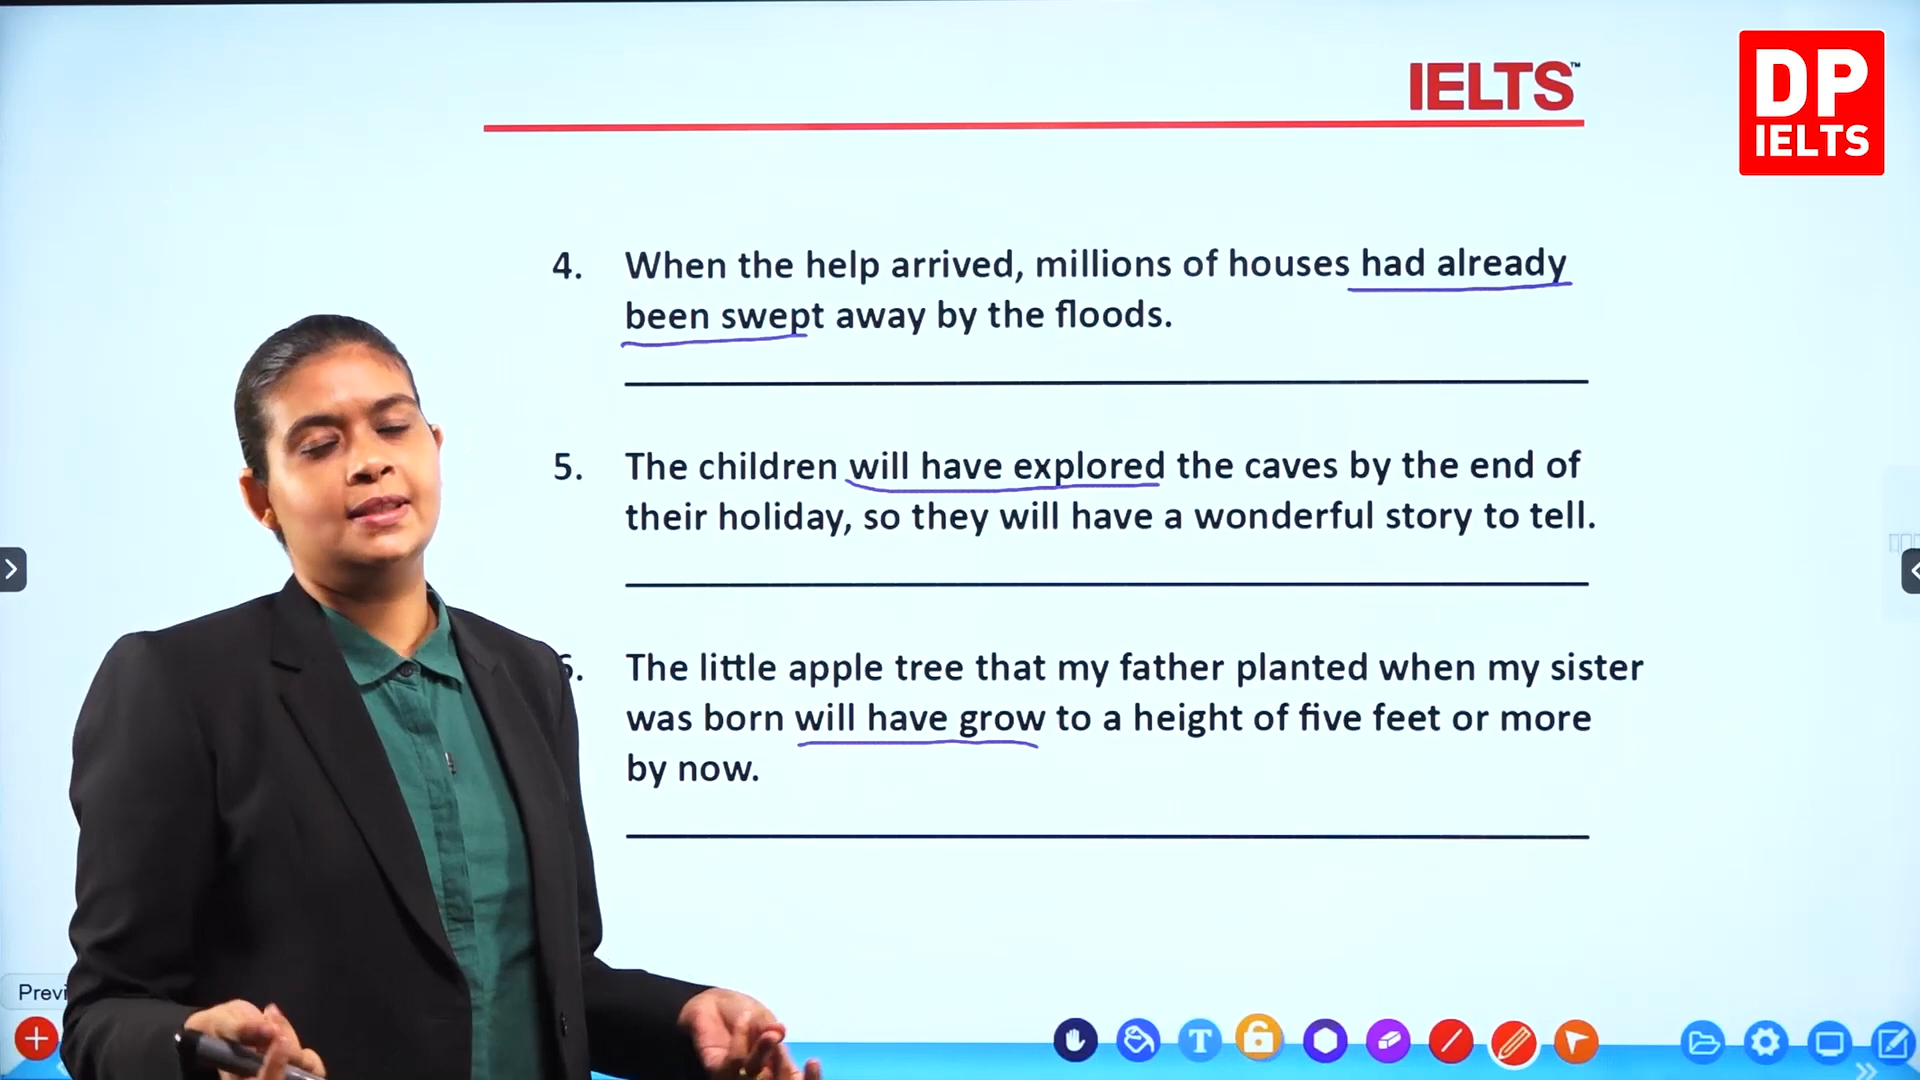 IELTS™
DP
IELTS
4. When the help arrived, millions of houses had already
been swept away by the floods.
5. The children will have explored the caves by the end of
their holiday, so they will have a wonderful story to tell.
6. The little apple tree that my father planted when my sister
was born will have grow to a height of five feet or more
by now.
Previ
T